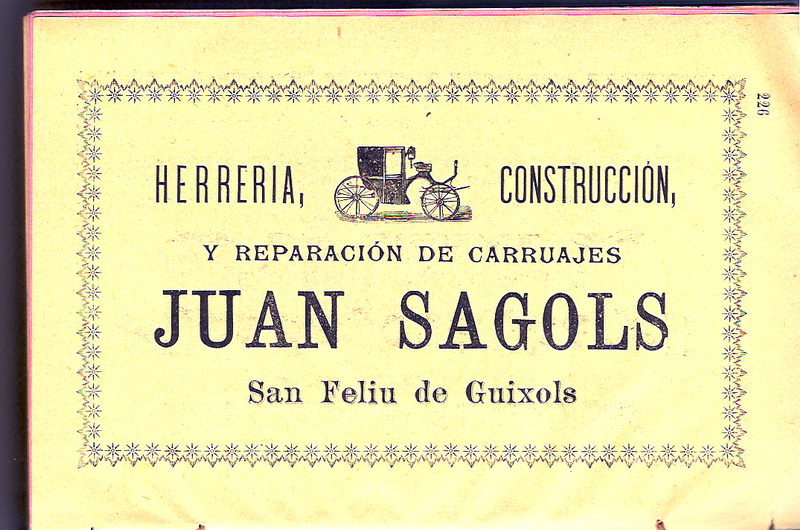 226
HERRERIA, CONSTRUCCIÓN,
Y REPARACIÓN DE CARRUAJES
JUAN SAGOLS
San Feliu de Guixols